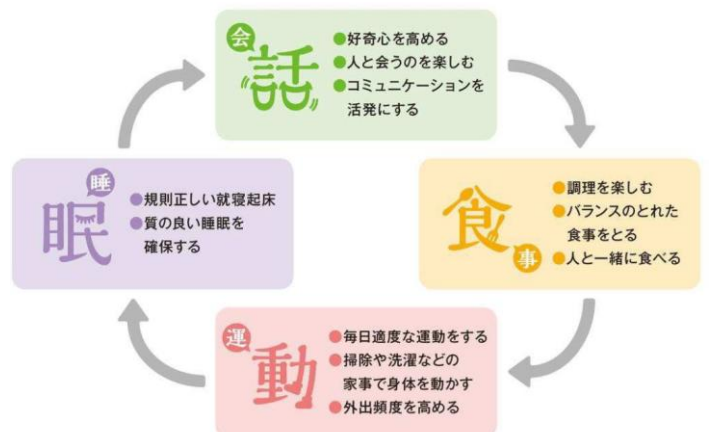 会話
●好奇心を高める
●人と会うのを楽しむ
●コミュニケーションを
活発にする
食事
●調理を楽しむ
●バランスのとれた
食事をとる
●人と一緒に食べる
運動
●毎日適度な運動をする
●掃除や洗濯などの
家事で身体を動かす
●外出頻度を高める
睡眠
●規則正しい就寝起床
●質の良い睡眠を
確保する